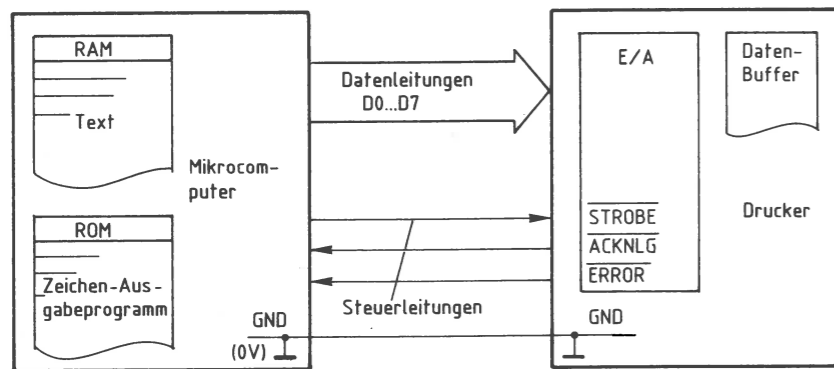 RAM
Text
Mikrocom-
puter
ROM
Zeichen-Aus-
gabeprogramm
GND
(0V)
Datenleitungen
D0...D7
Steuerleitungen
E/A
STROBE
ACKNLG
ERROR
GND
Daten-
Buffer
Drucker